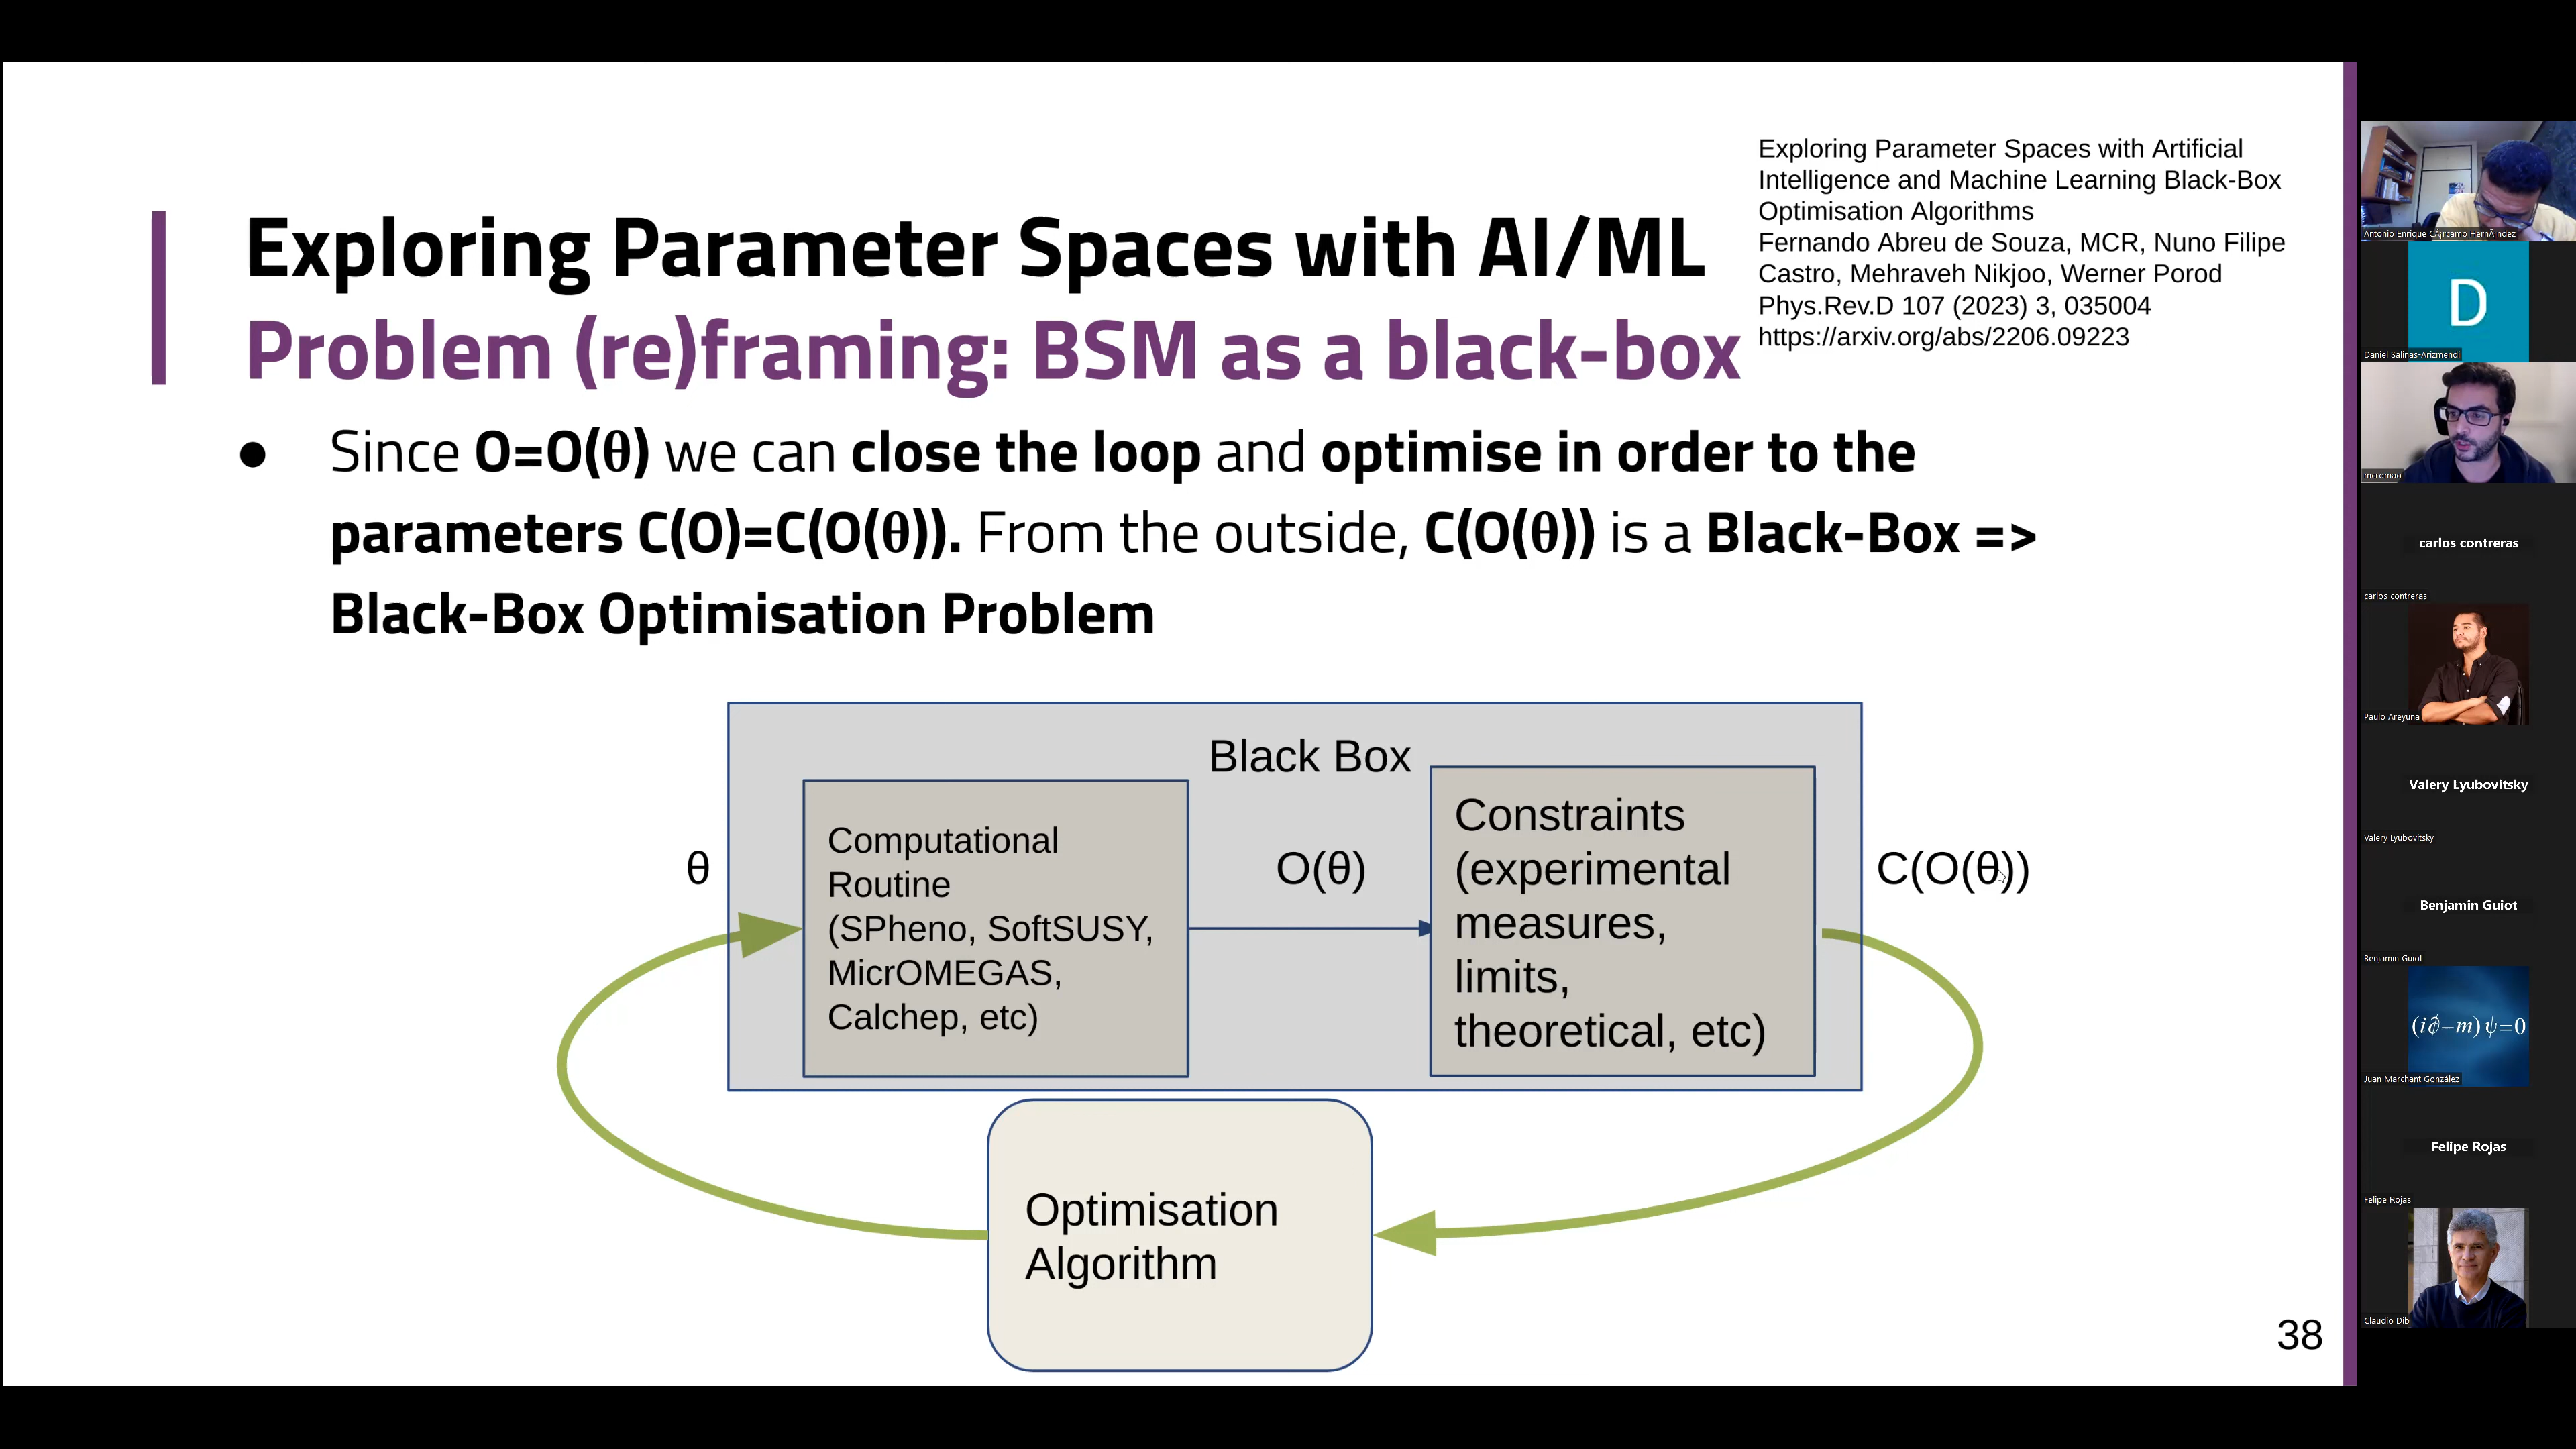 Exploring Parameter Spaces with AI/ML
Problem (re)framing: BSM as a black-box
Exploring Parameter Spaces with Artificial
Intelligence and Machine Learning Black-Box
Optimisation Algorithms
Fernando Abreu de Souza, MCR, Nuno Filipe
Castro, Mehraveh Nikjoo, Werner Porod
Phys.Rev.D 107 (2023) 3, 035004
https://arxiv.org/abs/2206.09223
● Since O=O(θ) we can close the loop and optimise in order to the
parameters C(O)=C(O(θ)). From the outside, C(O(θ)) is a Black-Box =>
Black-Box Optimisation Problem
Black Box
θ
Computational
Routine
(SPheno, SoftSUSY,
MicrOMEGAS,
Calchep, etc)
O(θ)
Constraints
(experimental
measures,
limits,
theoretical, etc)
C(O(θ))
Optimisation
Algorithm
38
Antonio Enrique CÃ¡rcamo HernÃ¡ndez
D
Daniel Salinas-Arizmendi
mcromao
carlos contreras
carlos contreras
Paulo Areyuna
Valery Lyubovitsky
Valery Lyubovitsky
Benjamin Guiot
Benjamin Guiot
(i∂̸−m)ψ=0
Juan Marchant González
Felipe Rojas
Felipe Rojas
Claudio Dib